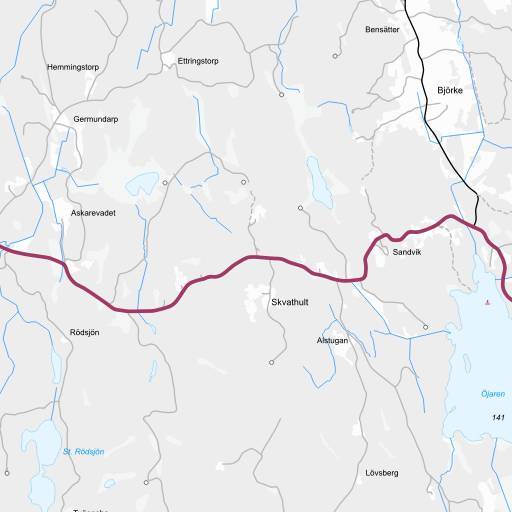 Bensätter
Ettringstorp
Hemmingstorp
Björke
Germundarp
Askarevadet
Sandvik
Skvathult
Rödsjön
Alstugan
Öjaren
141
St. Rödsjön
Lövsberg